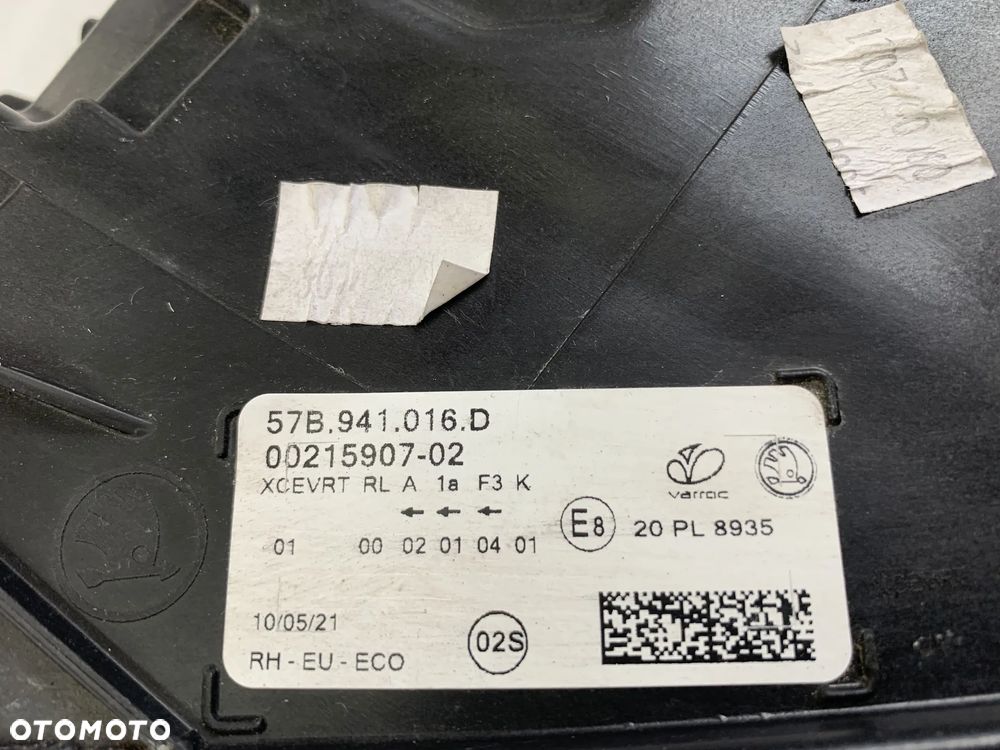 57B.941.016.D
00215907-02
XCEVRT RL A 1a F3 K
varroc
E8 20 PL 8935
01 00 02 01 04 01
10/05/21
02S
RH - EU - ECO
OTOMOTO